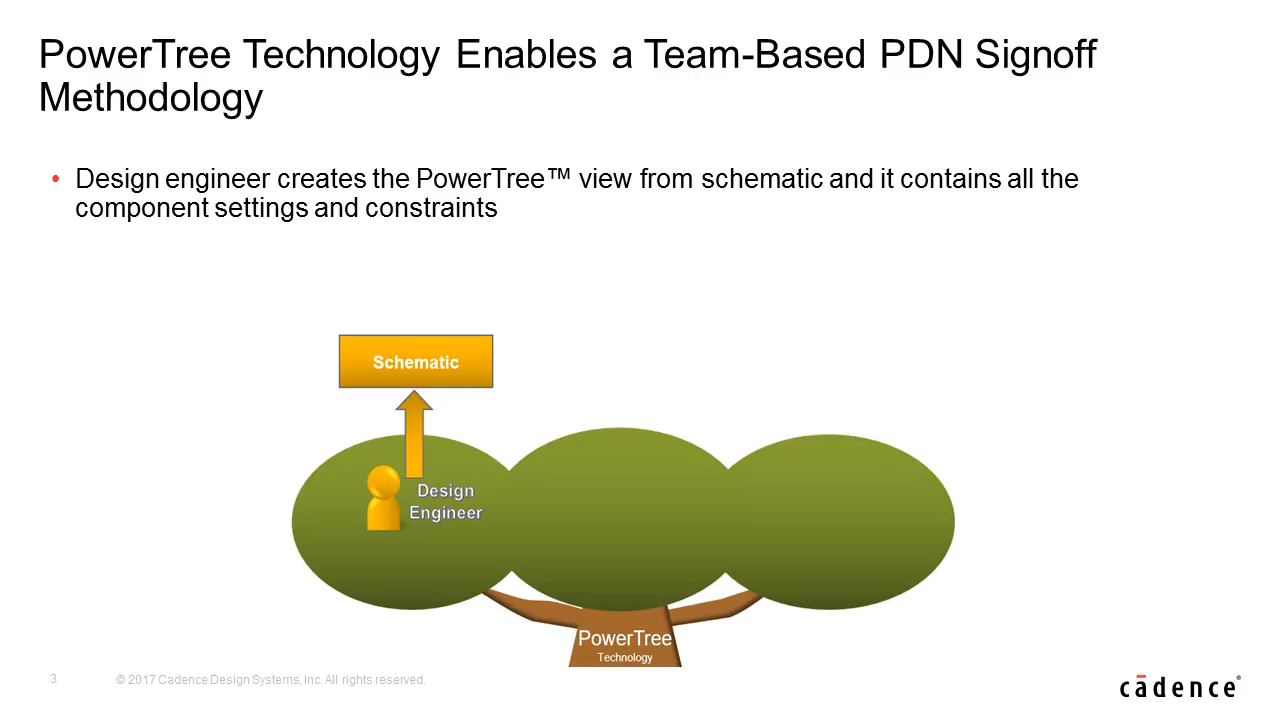 PowerTree Technology Enables a Team-Based PDN Signoff
Methodology
• Design engineer creates the PowerTree™ view from schematic and it contains all the
component settings and constraints
Schematic
Design
Engineer
PowerTree
Technology
3
© 2017 Cadence Design Systems, Inc. All rights reserved.
cādence®